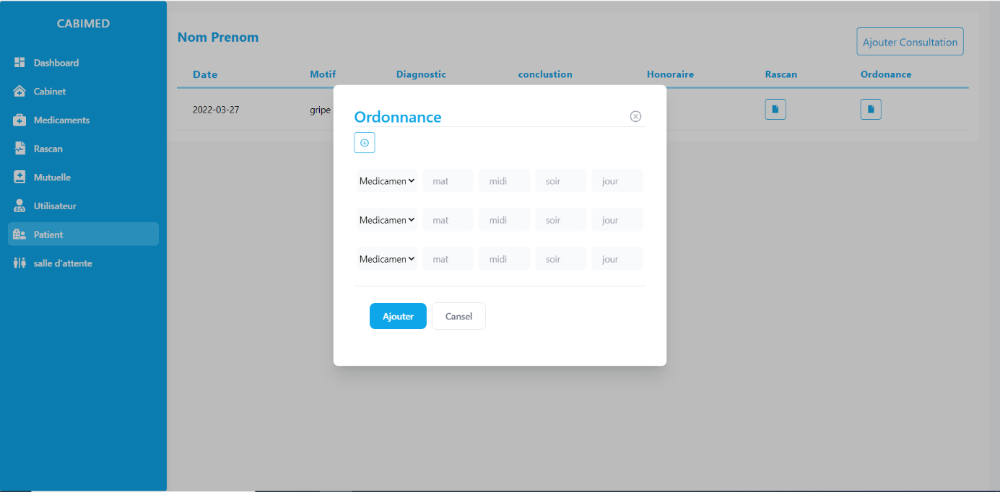 CABIMED
Dashboard
Cabinet
Medicaments
Rascan
Mutuelle
Utilisateur
Patient
salle d'attente
Nom Prenom
Ajouter Consultation
Date Motif Diagnostic conclustion Honoraire Rascan Ordonance
2022-03-27 gripe
Ordonnance
Medicamen mat midi soir jour
Medicamen mat midi soir jour
Medicamen mat midi soir jour
Ajouter Cansel